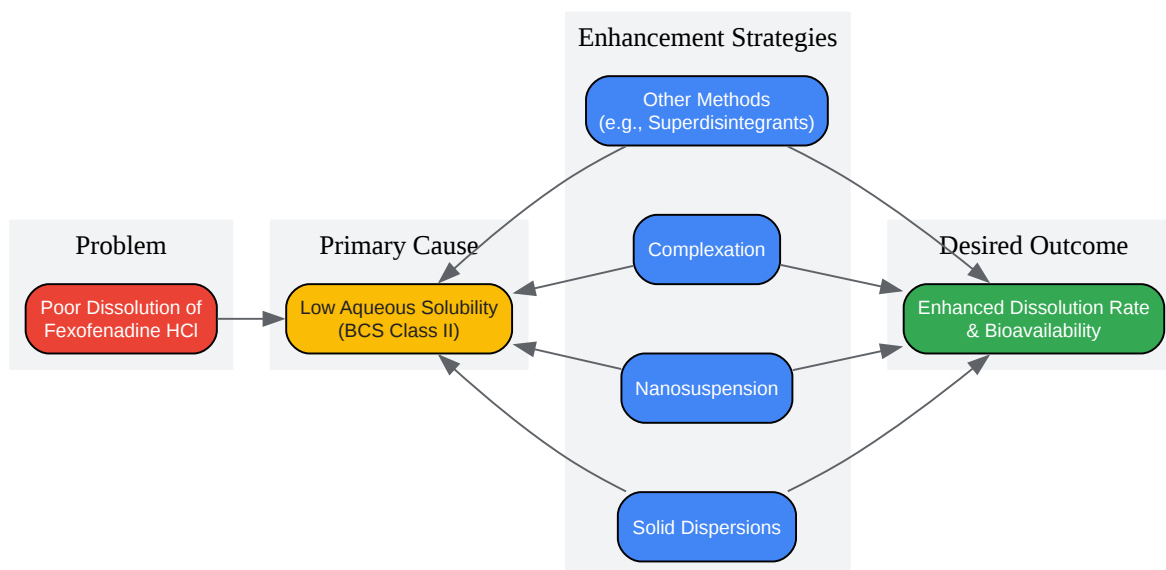 Enhancement Strategies
Other Methods
(e.g., Superdisintegrants)
Problem
Primary Cause
Complexation
Desired Outcome
Poor Dissolution of
Fexofenadine HCl
Low Aqueous Solubility
(BCS Class II)
Enhanced Dissolution Rate
& Bioavailability
Nanosuspension
Solid Dispersions